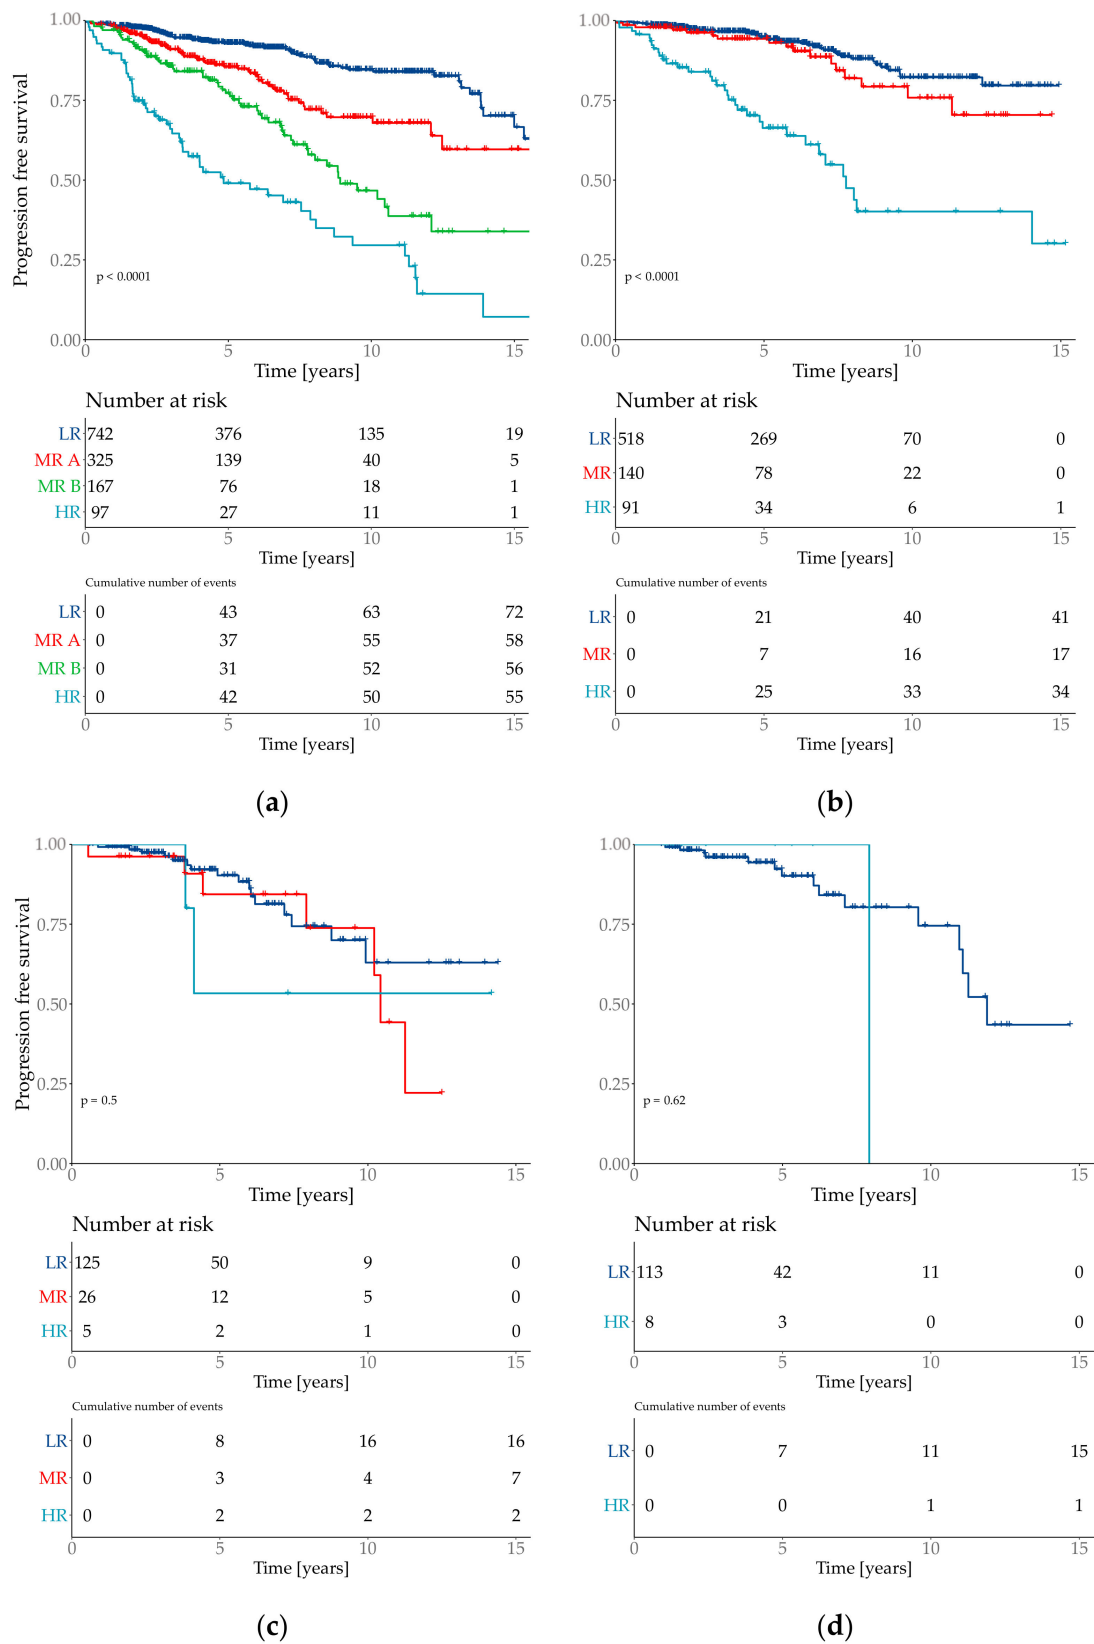 1.00
0.75
0.50
0.25
0.00
Progression free survival
p < 0.0001
0 5 10 15
Time [years]
Number at risk
LR 742 376 135 19
MR A 325 139 40 5
MR B 167 76 18 1
HR 97 27 11 1
0 5 10 15
Time [years]
Cumulative number of events
LR 0 43 63 72
MR A 0 37 55 58
MR B 0 31 52 56
HR 0 42 50 55
0 5 10 15
Time [years]
(a)
1.00
0.75
0.50
0.25
0.00
p < 0.0001
0 5 10 15
Time [years]
Number at risk
LR 518 269 70 0
MR 140 78 22 0
HR 91 34 6 1
0 5 10 15
Time [years]
Cumulative number of events
LR 0 21 40 41
MR 0 7 16 17
HR 0 25 33 34
0 5 10 15
Time [years]
(b)
1.00
0.75
0.50
0.25
0.00
Progression free survival
p = 0.5
0 5 10 15
Time [years]
Number at risk
LR 125 50 9 0
MR 26 12 5 0
HR 5 2 1 0
0 5 10 15
Time [years]
Cumulative number of events
LR 0 8 16 16
MR 0 3 4 7
HR 0 2 2 2
0 5 10 15
Time [years]
(c)
1.00
0.75
0.50
0.25
0.00
p = 0.62
0 5 10 15
Time [years]
Number at risk
LR 113 42 11 0
HR 8 3 0 0
0 5 10 15
Time [years]
Cumulative number of events
LR 0 7 11 15
HR 0 0 1 1
0 5 10 15
Time [years]
(d)